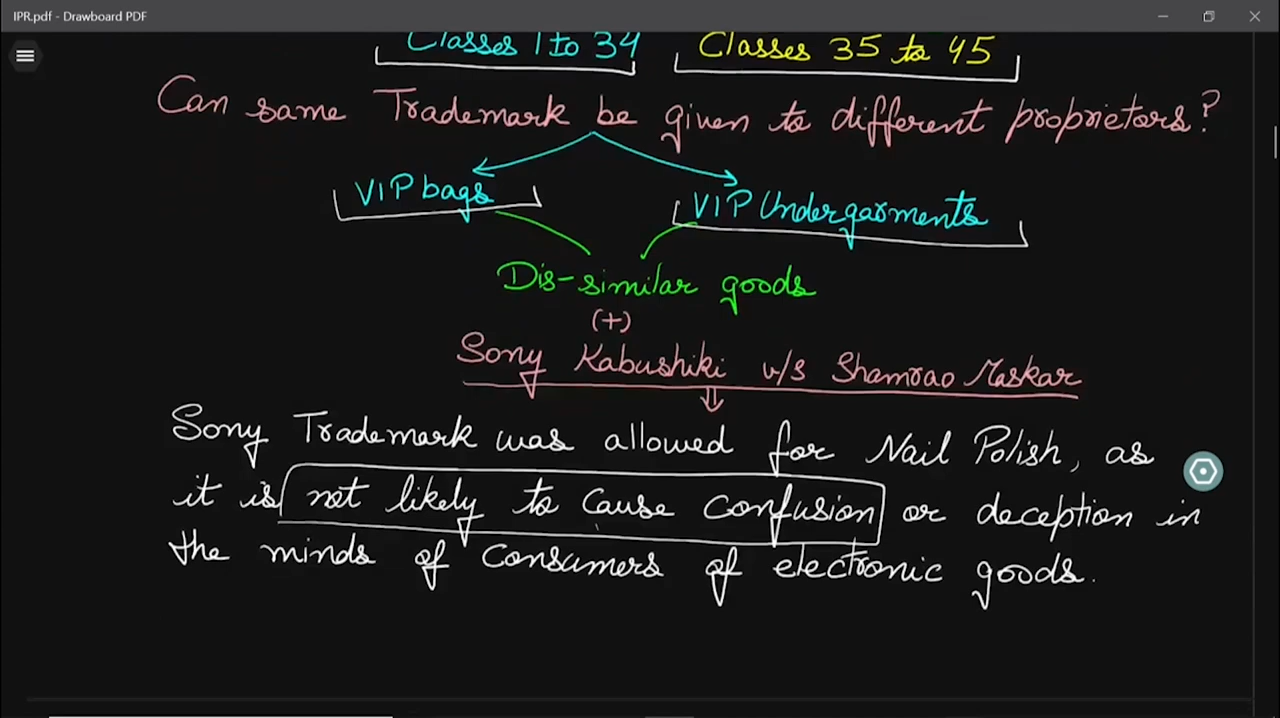 IPR.pdf - Drawboard PDF
Classes 1 to 34 Classes 35 to 45
Can same Trademark be given to different proprietors?
VIP bags VIP Undergarments
Dis-similar goods
(+)
Sony Kabushiki v/s Shamrao Maskar
Sony Trademark was allowed for Nail Polish, as
it is not likely to cause confusion or deception in
the minds of consumers of electronic goods.